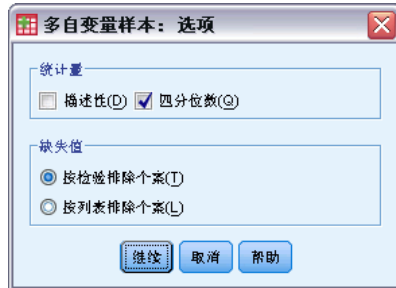 多自变量样本：选项
统计量
描述性(D) 四分位数(Q)
缺失值
按检验排除个案(T)
按列表排除个案(L)
继续 取消 帮助